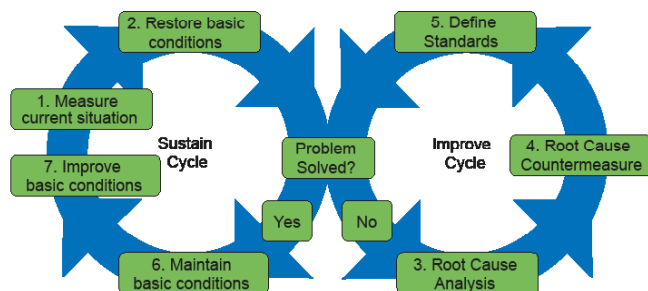 2. Restore basic
conditions
5. Define
Standards
1. Measure
current situation
Sustain
Cycle
Problem
Solved?
Improve
Cycle
4. Root Cause
Countermeasure
7. Improve
basic conditions
Yes
No
6. Maintain
basic conditions
3. Root Cause
Analysis